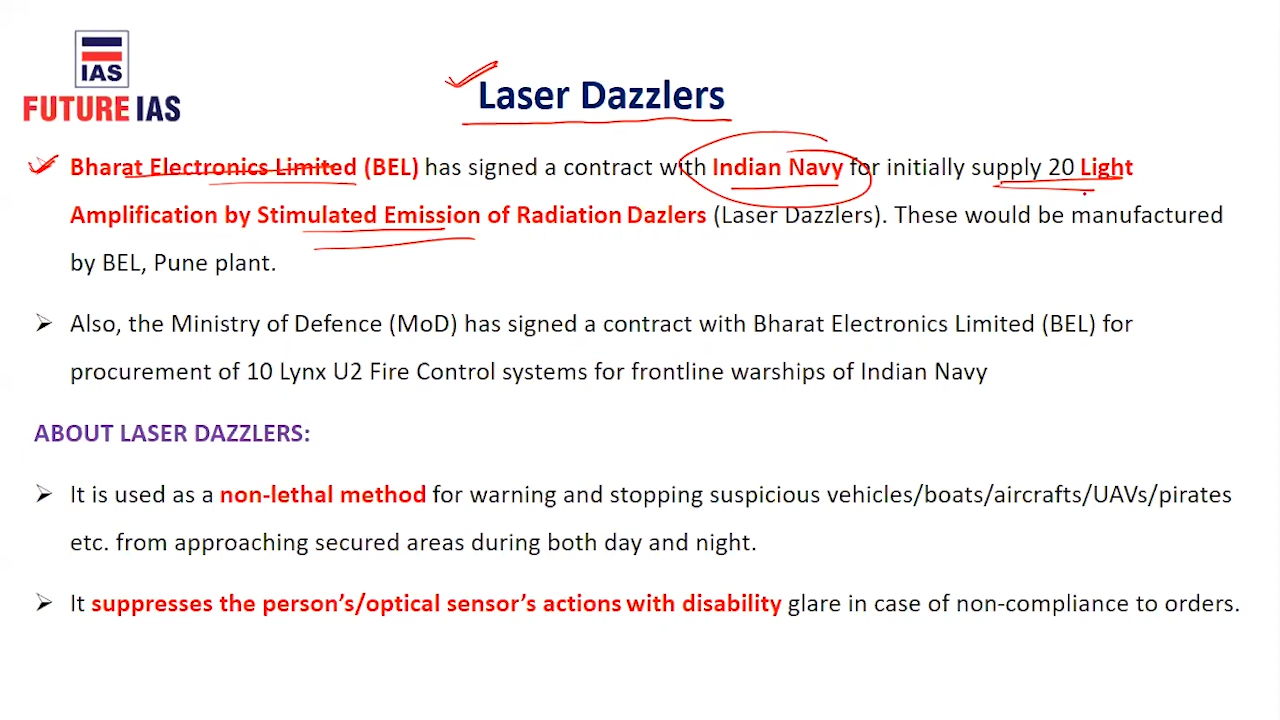 IAS
FUTURE IAS
Laser Dazzlers
Bharat Electronics Limited (BEL) has signed a contract with Indian Navy for initially supply 20 Light
Amplification by Stimulated Emission of Radiation Dazlers (Laser Dazzlers). These would be manufactured
by BEL, Pune plant.
Also, the Ministry of Defence (MoD) has signed a contract with Bharat Electronics Limited (BEL) for
procurement of 10 Lynx U2 Fire Control systems for frontline warships of Indian Navy
ABOUT LASER DAZZLERS:
It is used as a non-lethal method for warning and stopping suspicious vehicles/boats/aircrafts/UAVs/pirates
etc. from approaching secured areas during both day and night.
It suppresses the person’s/optical sensor’s actions with disability glare in case of non-compliance to orders.